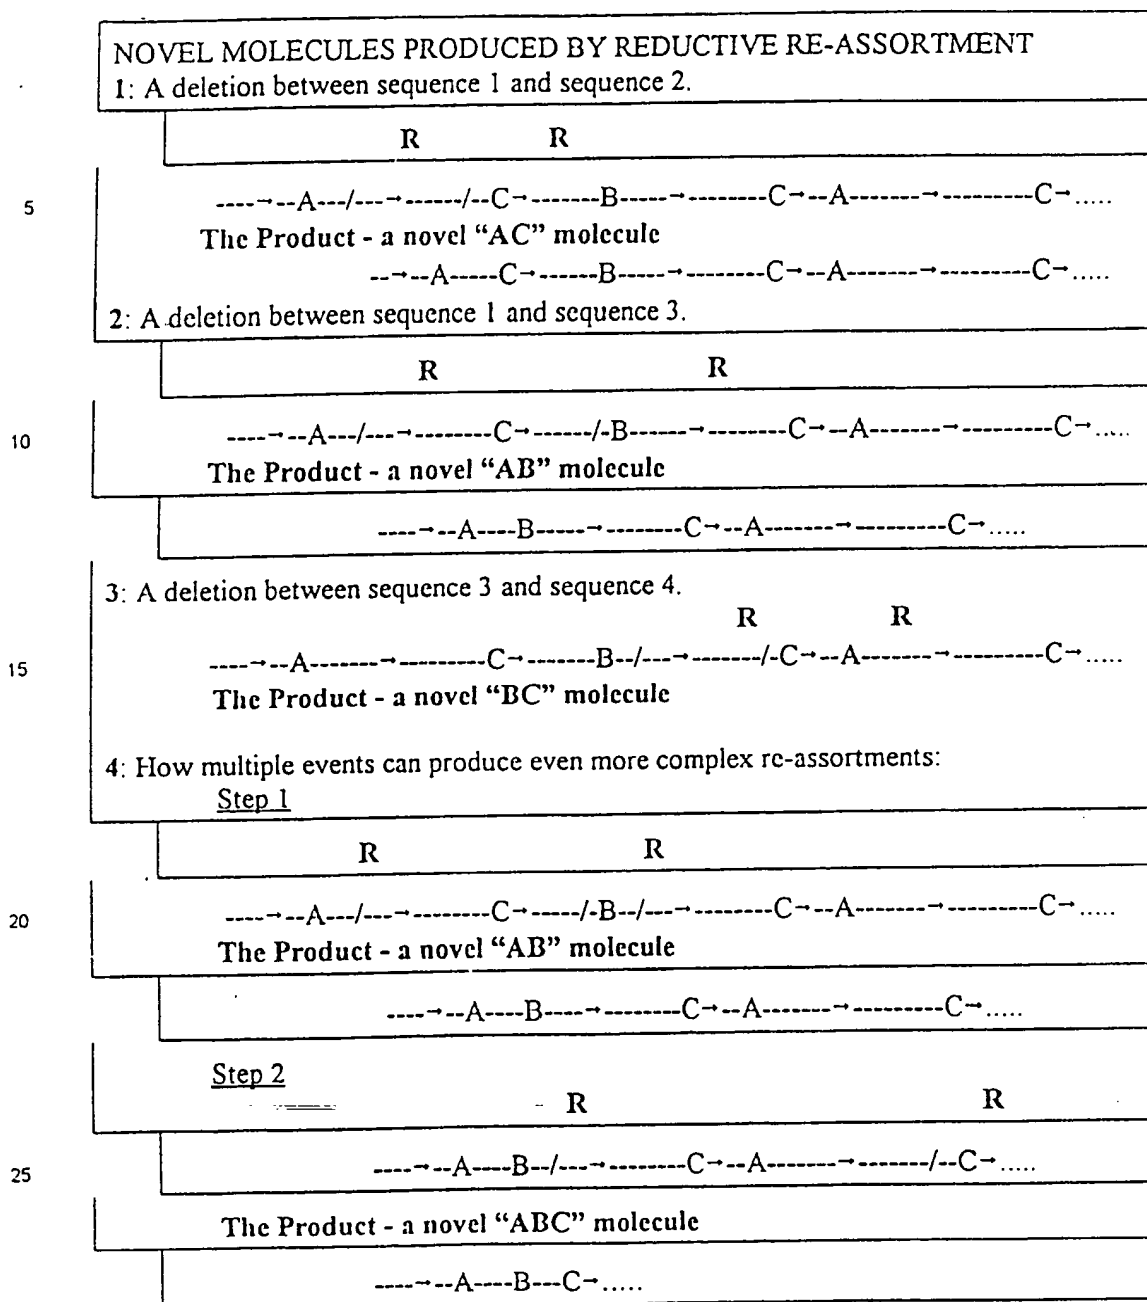 NOVEL MOLECULES PRODUCED BY REDUCTIVE RE-ASSORTMENT
1: A deletion between sequence 1 and sequence 2.
R R
5 ----→--A---/---→------/--C→-------B-----→--------C→--A-------→---------C→.....
The Product - a novel “AC” molecule
--→--A-----C→------B-----→--------C→--A-------→---------C→.....
2: A deletion between sequence 1 and sequence 3.
R R
10 ----→--A---/---→--------C→------/-B-------→--------C→--A-------→---------C→.....
The Product - a novel “AB” molecule
----→--A----B-----→--------C→--A-------→---------C→.....
3: A deletion between sequence 3 and sequence 4.
R R
15 ----→--A-------→---------C→-------B--/---→-------/-C→--A-------→---------C→.....
The Product - a novel “BC” molecule
4: How multiple events can produce even more complex re-assortments:
Step 1
R R
20 ----→--A---/---→--------C→-----/-B--/---→--------C→--A-------→---------C→.....
The Product - a novel “AB” molecule
----→--A----B----→--------C→--A-------→---------C→.....
Step 2
R R
25 ----→--A----B--/---→--------C→--A-------→-------/--C→.....
The Product - a novel “ABC” molecule
----→--A----B---C→.....